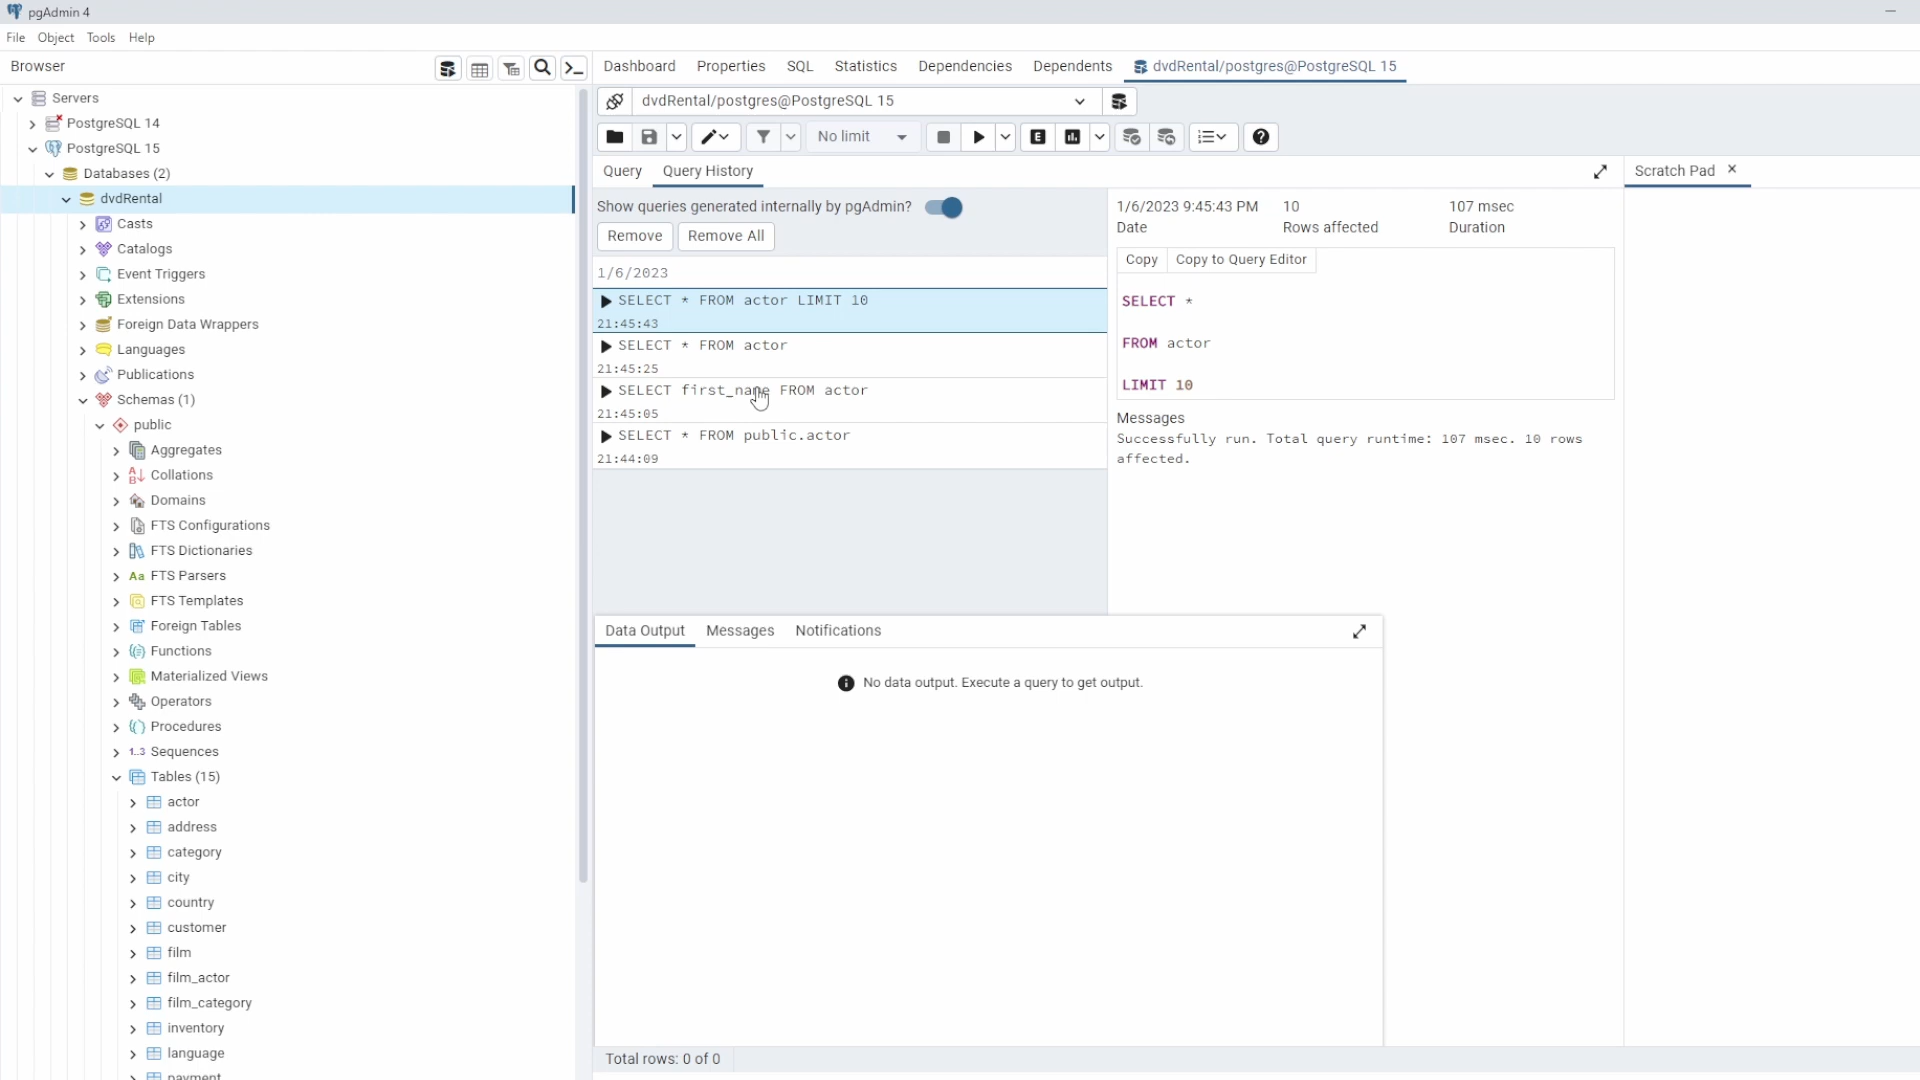 pgAdmin 4
File Object Tools Help
Browser
Dashboard Properties SQL Statistics Dependencies Dependents dvdRental/postgres@PostgreSQL 15
Servers
PostgreSQL 14
PostgreSQL 15
Databases (2)
dvdRental
Casts
Catalogs
Event Triggers
Extensions
Foreign Data Wrappers
Languages
Publications
Schemas (1)
public
Aggregates
Collations
Domains
FTS Configurations
FTS Dictionaries
Aa FTS Parsers
FTS Templates
Foreign Tables
Functions
Materialized Views
Operators
Procedures
1..3 Sequences
Tables (15)
actor
address
category
city
country
customer
film
film_actor
film_category
inventory
language
payment
dvdRental/postgres@PostgreSQL 15
No limit
E
Query Query History
Show queries generated internally by pgAdmin?
Remove Remove All
1/6/2023
SELECT * FROM actor LIMIT 10
21:45:43
SELECT * FROM actor
21:45:25
SELECT first_name FROM actor
21:45:05
SELECT * FROM public.actor
21:44:09
1/6/2023 9:45:43 PM 10 107 msec
Date Rows affected Duration
Copy Copy to Query Editor
SELECT *
FROM actor
LIMIT 10
Messages
Successfully run. Total query runtime: 107 msec. 10 rows
affected.
Scratch Pad
Data Output Messages Notifications
No data output. Execute a query to get output.
Total rows: 0 of 0